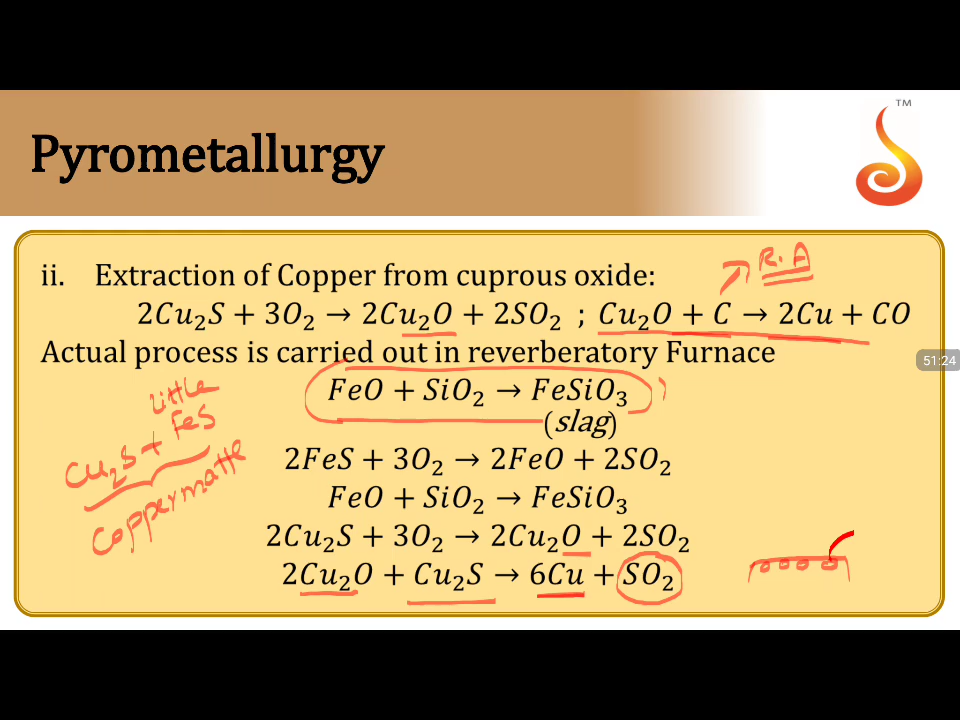 TM
Pyrometallurgy
ii. Extraction of Copper from cuprous oxide:
R.A
2Cu₂S + 3O₂ → 2Cu₂O + 2SO₂ ; Cu₂O + C → 2Cu + CO
Actual process is carried out in reverberatory Furnace
51:24
FeO + SiO₂ → FeSiO₃
(slag)
little
Cu₂S + FeS
Coppermatte
2FeS + 3O₂ → 2FeO + 2SO₂
FeO + SiO₂ → FeSiO₃
2Cu₂S + 3O₂ → 2Cu₂O + 2SO₂
2Cu₂O + Cu₂S → 6Cu + SO₂